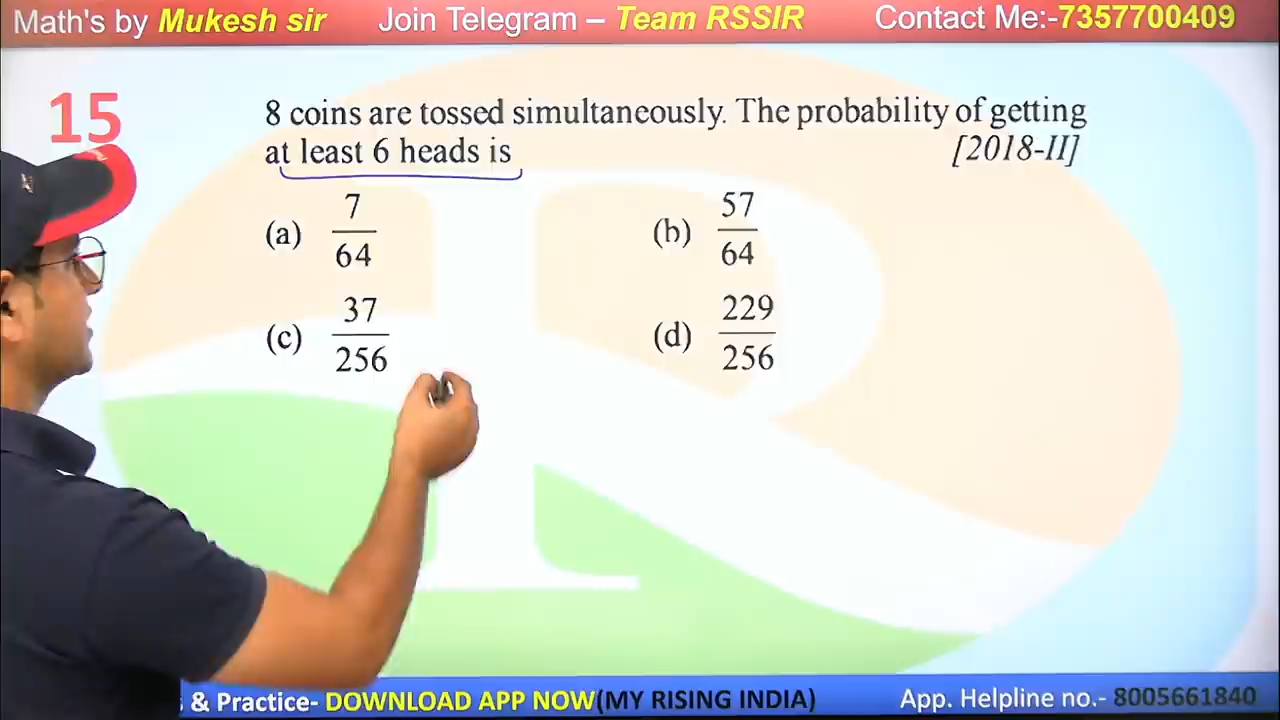 Math's by Mukesh sir Join Telegram – Team RSSIR Contact Me:-7357700409
15
8 coins are tossed simultaneously. The probability of getting
at least 6 heads is [2018-II]
(a) 7/64 (b) 57/64
(c) 37/256 (d) 229/256
& Practice- DOWNLOAD APP NOW(MY RISING INDIA) App. Helpline no.- 8005661840